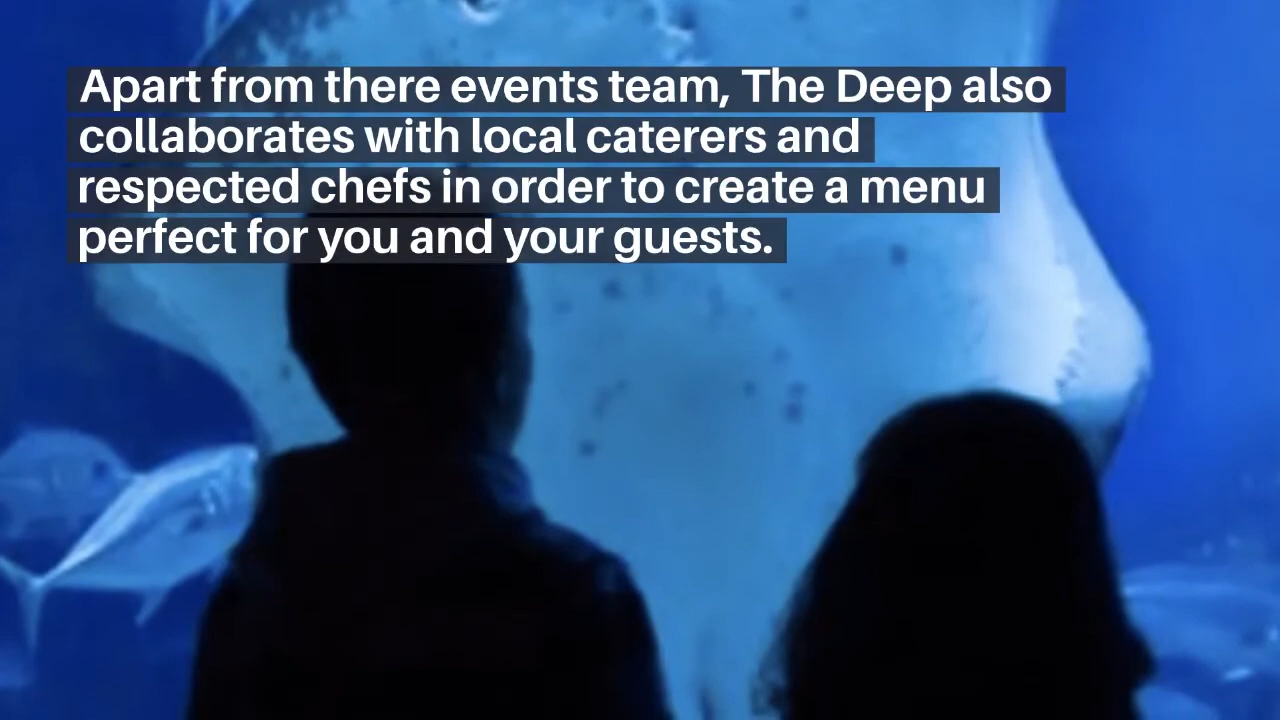 Apart from there events team, The Deep also
collaborates with local caterers and
respected chefs in order to create a menu
perfect for you and your guests.